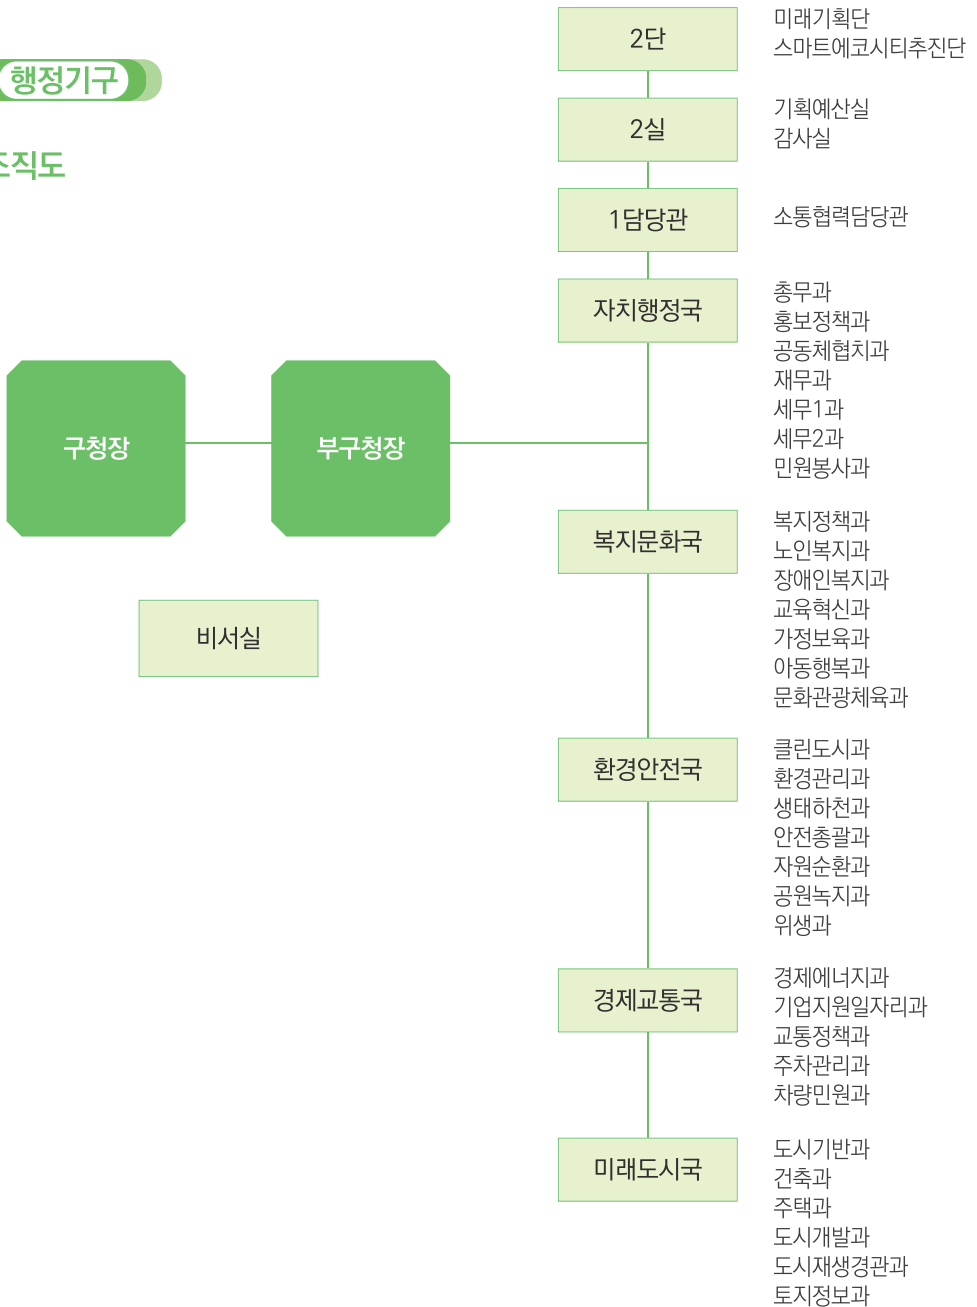 행정기구
조직도
구청장
부구청장
비서실
2단
미래기획단
스마트에코시티추진단
2실
기획예산실
감사실
1담당관
소통협력담당관
자치행정국
총무과
홍보정책과
공동체협치과
재무과
세무1과
세무2과
민원봉사과
복지문화국
복지정책과
노인복지과
장애인복지과
교육혁신과
가정보육과
아동행복과
문화관광체육과
환경안전국
클린도시과
환경관리과
생태하천과
안전총괄과
자원순환과
공원녹지과
위생과
경제교통국
경제에너지과
기업지원일자리과
교통정책과
주차관리과
차량민원과
미래도시국
도시기반과
건축과
주택과
도시개발과
도시재생경관과
토지정보과